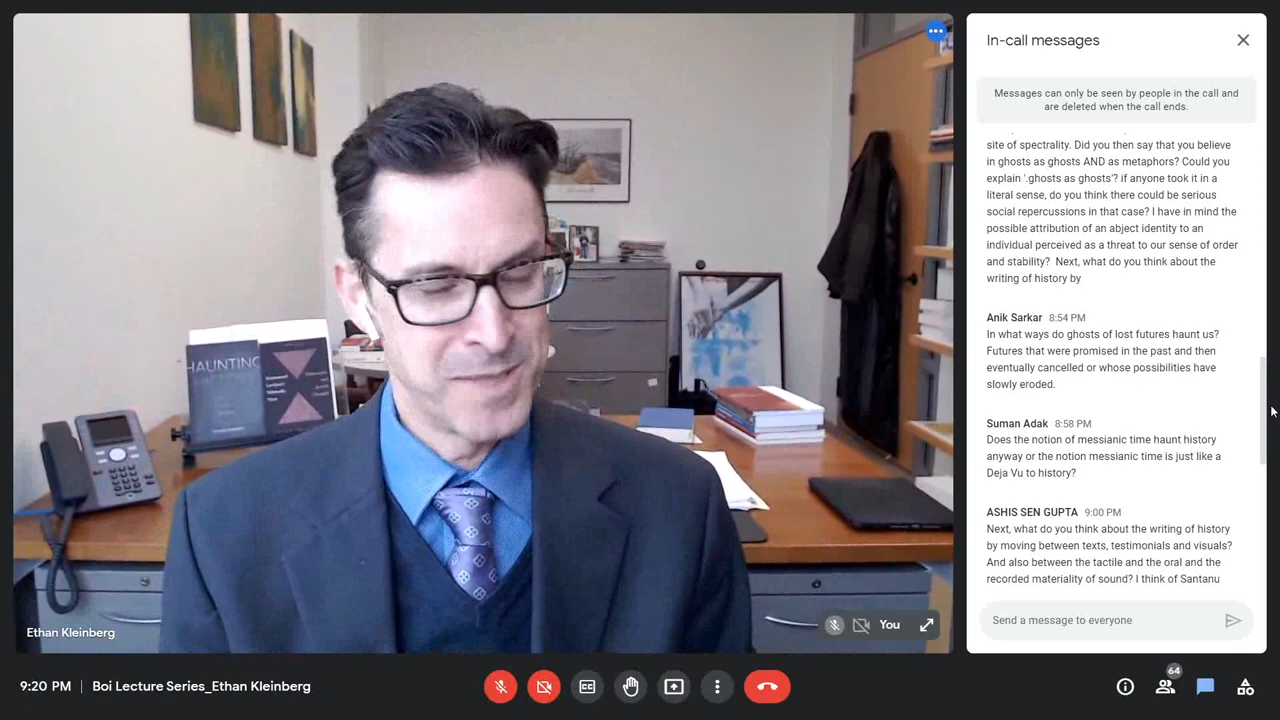 In-call messages
Messages can only be seen by people in the call and
are deleted when the call ends.
site of spectrality. Did you then say that you believe
in ghosts as ghosts AND as metaphors? Could you
explain '.ghosts as ghosts'? if anyone took it in a
literal sense, do you think there could be serious
social repercussions in that case? I have in mind the
possible attribution of an abject identity to an
individual perceived as a threat to our sense of order
and stability?  Next, what do you think about the
writing of history by
Anik Sarkar 8:54 PM
In what ways do ghosts of lost futures haunt us?
Futures that were promised in the past and then
eventually cancelled or whose possibilities have
slowly eroded.
Suman Adak 8:58 PM
Does the notion of messianic time haunt history
anyway or the notion messianic time is just like a
Deja Vu to history?
ASHIS SEN GUPTA 9:00 PM
Next, what do you think about the writing of history
by moving between texts, testimonials and visuals?
And also between the tactile and the oral and the
recorded materiality of sound? I think of Santanu
Send a message to everyone
HAUNTING
Ethan Kleinberg
You
9:20 PM | Boi Lecture Series_Ethan Kleinberg
64